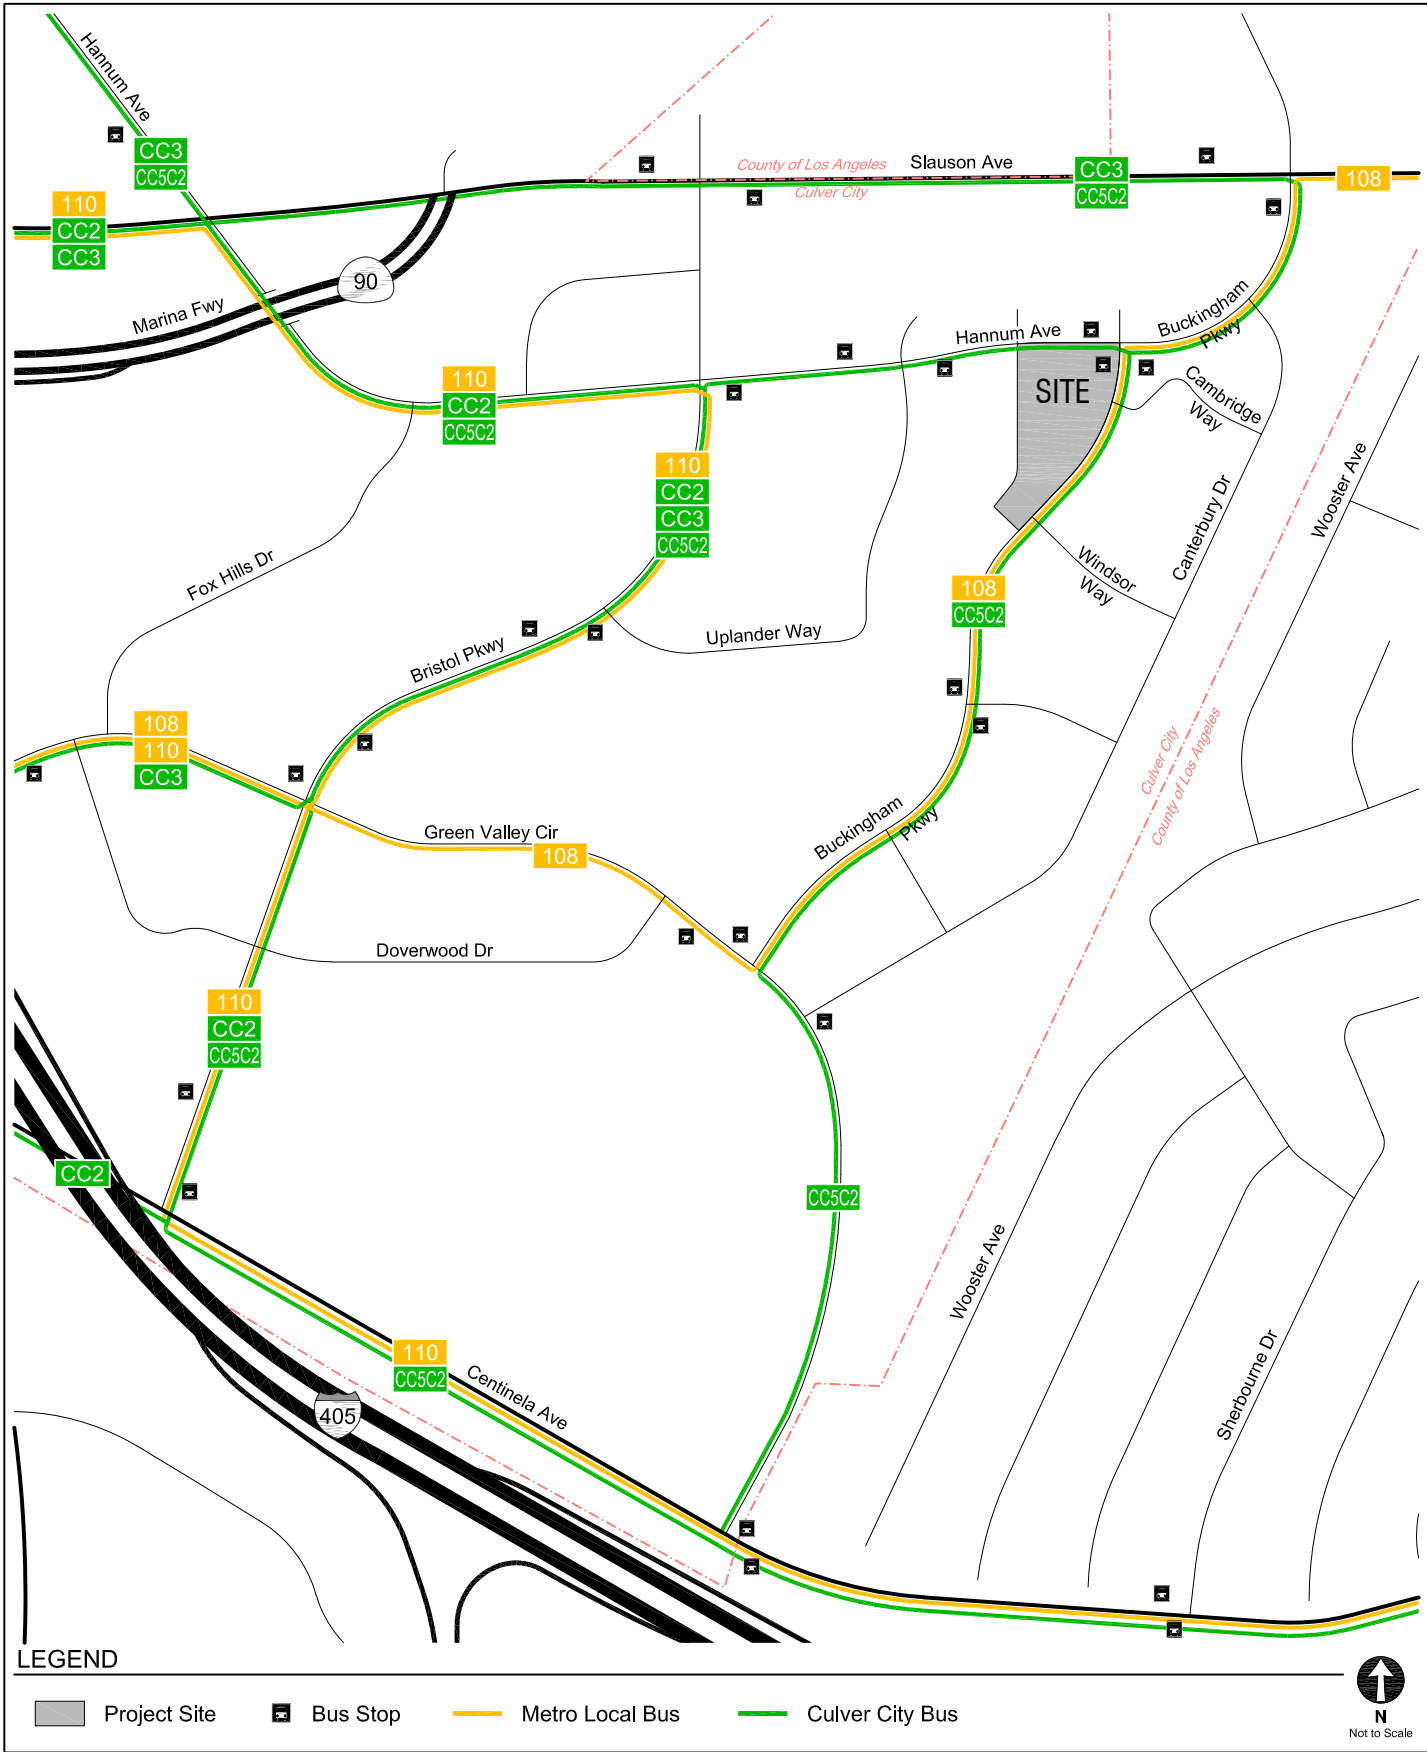 Hannum Ave
CC3
CC5C2
County of Los Angeles
Slauson Ave
Culver City
CC3
CC5C2
108
110
CC2
CC3
90
Marina Fwy
Buckingham
Pkwy
Hannum Ave
SITE
Cambridge
Way
110
CC2
CC5C2
110
CC2
CC3
CC5C2
Wooster Ave
Canterbury Dr
Windsor
Way
Fox Hills Dr
108
CC5C2
Uplander Way
Bristol Pkwy
108
110
CC3
Culver City
County of Los Angeles
Green Valley Cir
108
Buckingham
Pkwy
Doverwood Dr
110
CC2
CC5C2
CC2
CC5C2
Wooster Ave
110
CC5C2
Centinela Ave
405
Sherbourne Dr
LEGEND
Project Site
Bus Stop
Metro Local Bus
Culver City Bus
N
Not to Scale